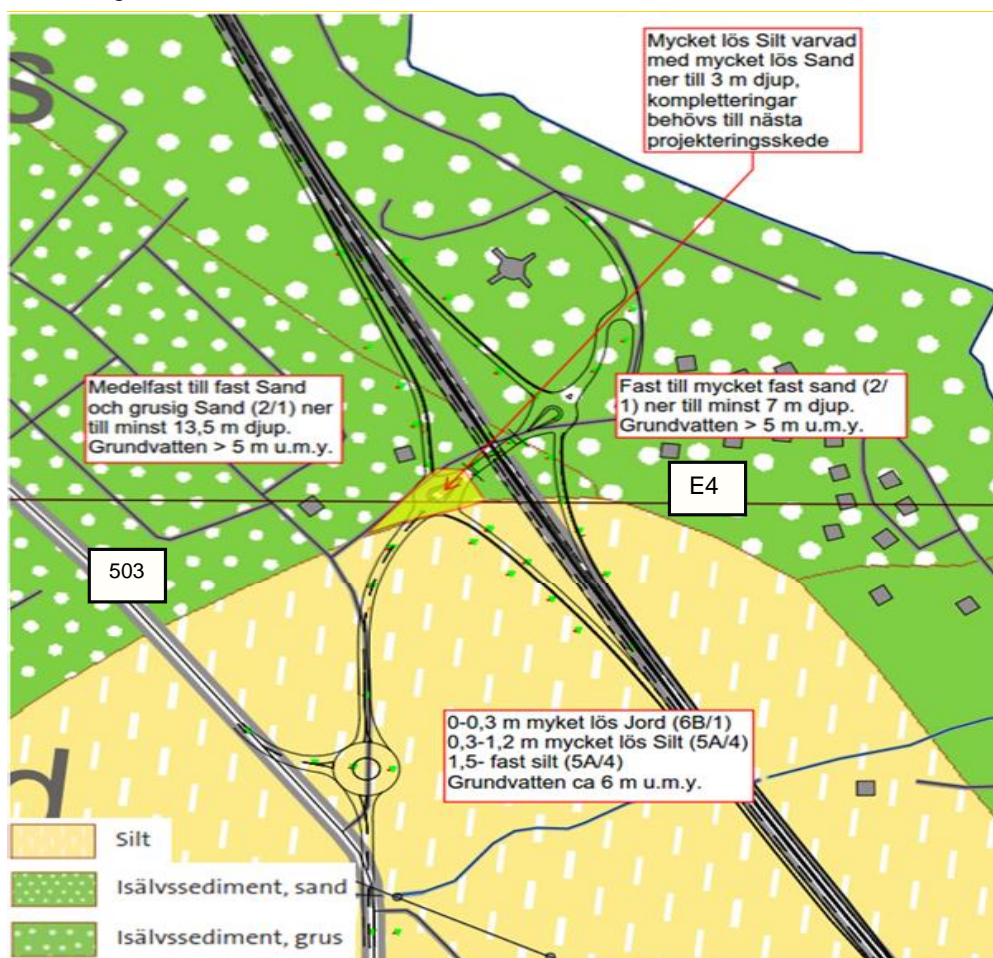 Mycket lös Silt varvad
med mycket lös Sand
ner till 3 m djup,
kompletteringar
behövs till nästa
projekteringsskede
Medelfast till fast Sand
och grusig Sand (2/1) ner
till minst 13,5 m djup.
Grundvatten > 5 m u.m.y.
Fast till mycket fast sand (2/
1) ner till minst 7 m djup.
Grundvatten > 5 m u.m.y.
E4
503
0-0,3 m myket lös Jord (6B/1)
0,3-1,2 m mycket lös Silt (5A/4)
1,5- fast silt (5A/4)
Grundvatten ca 6 m u.m.y.
d
Silt
Isälvssediment, sand
Isälvssediment, grus